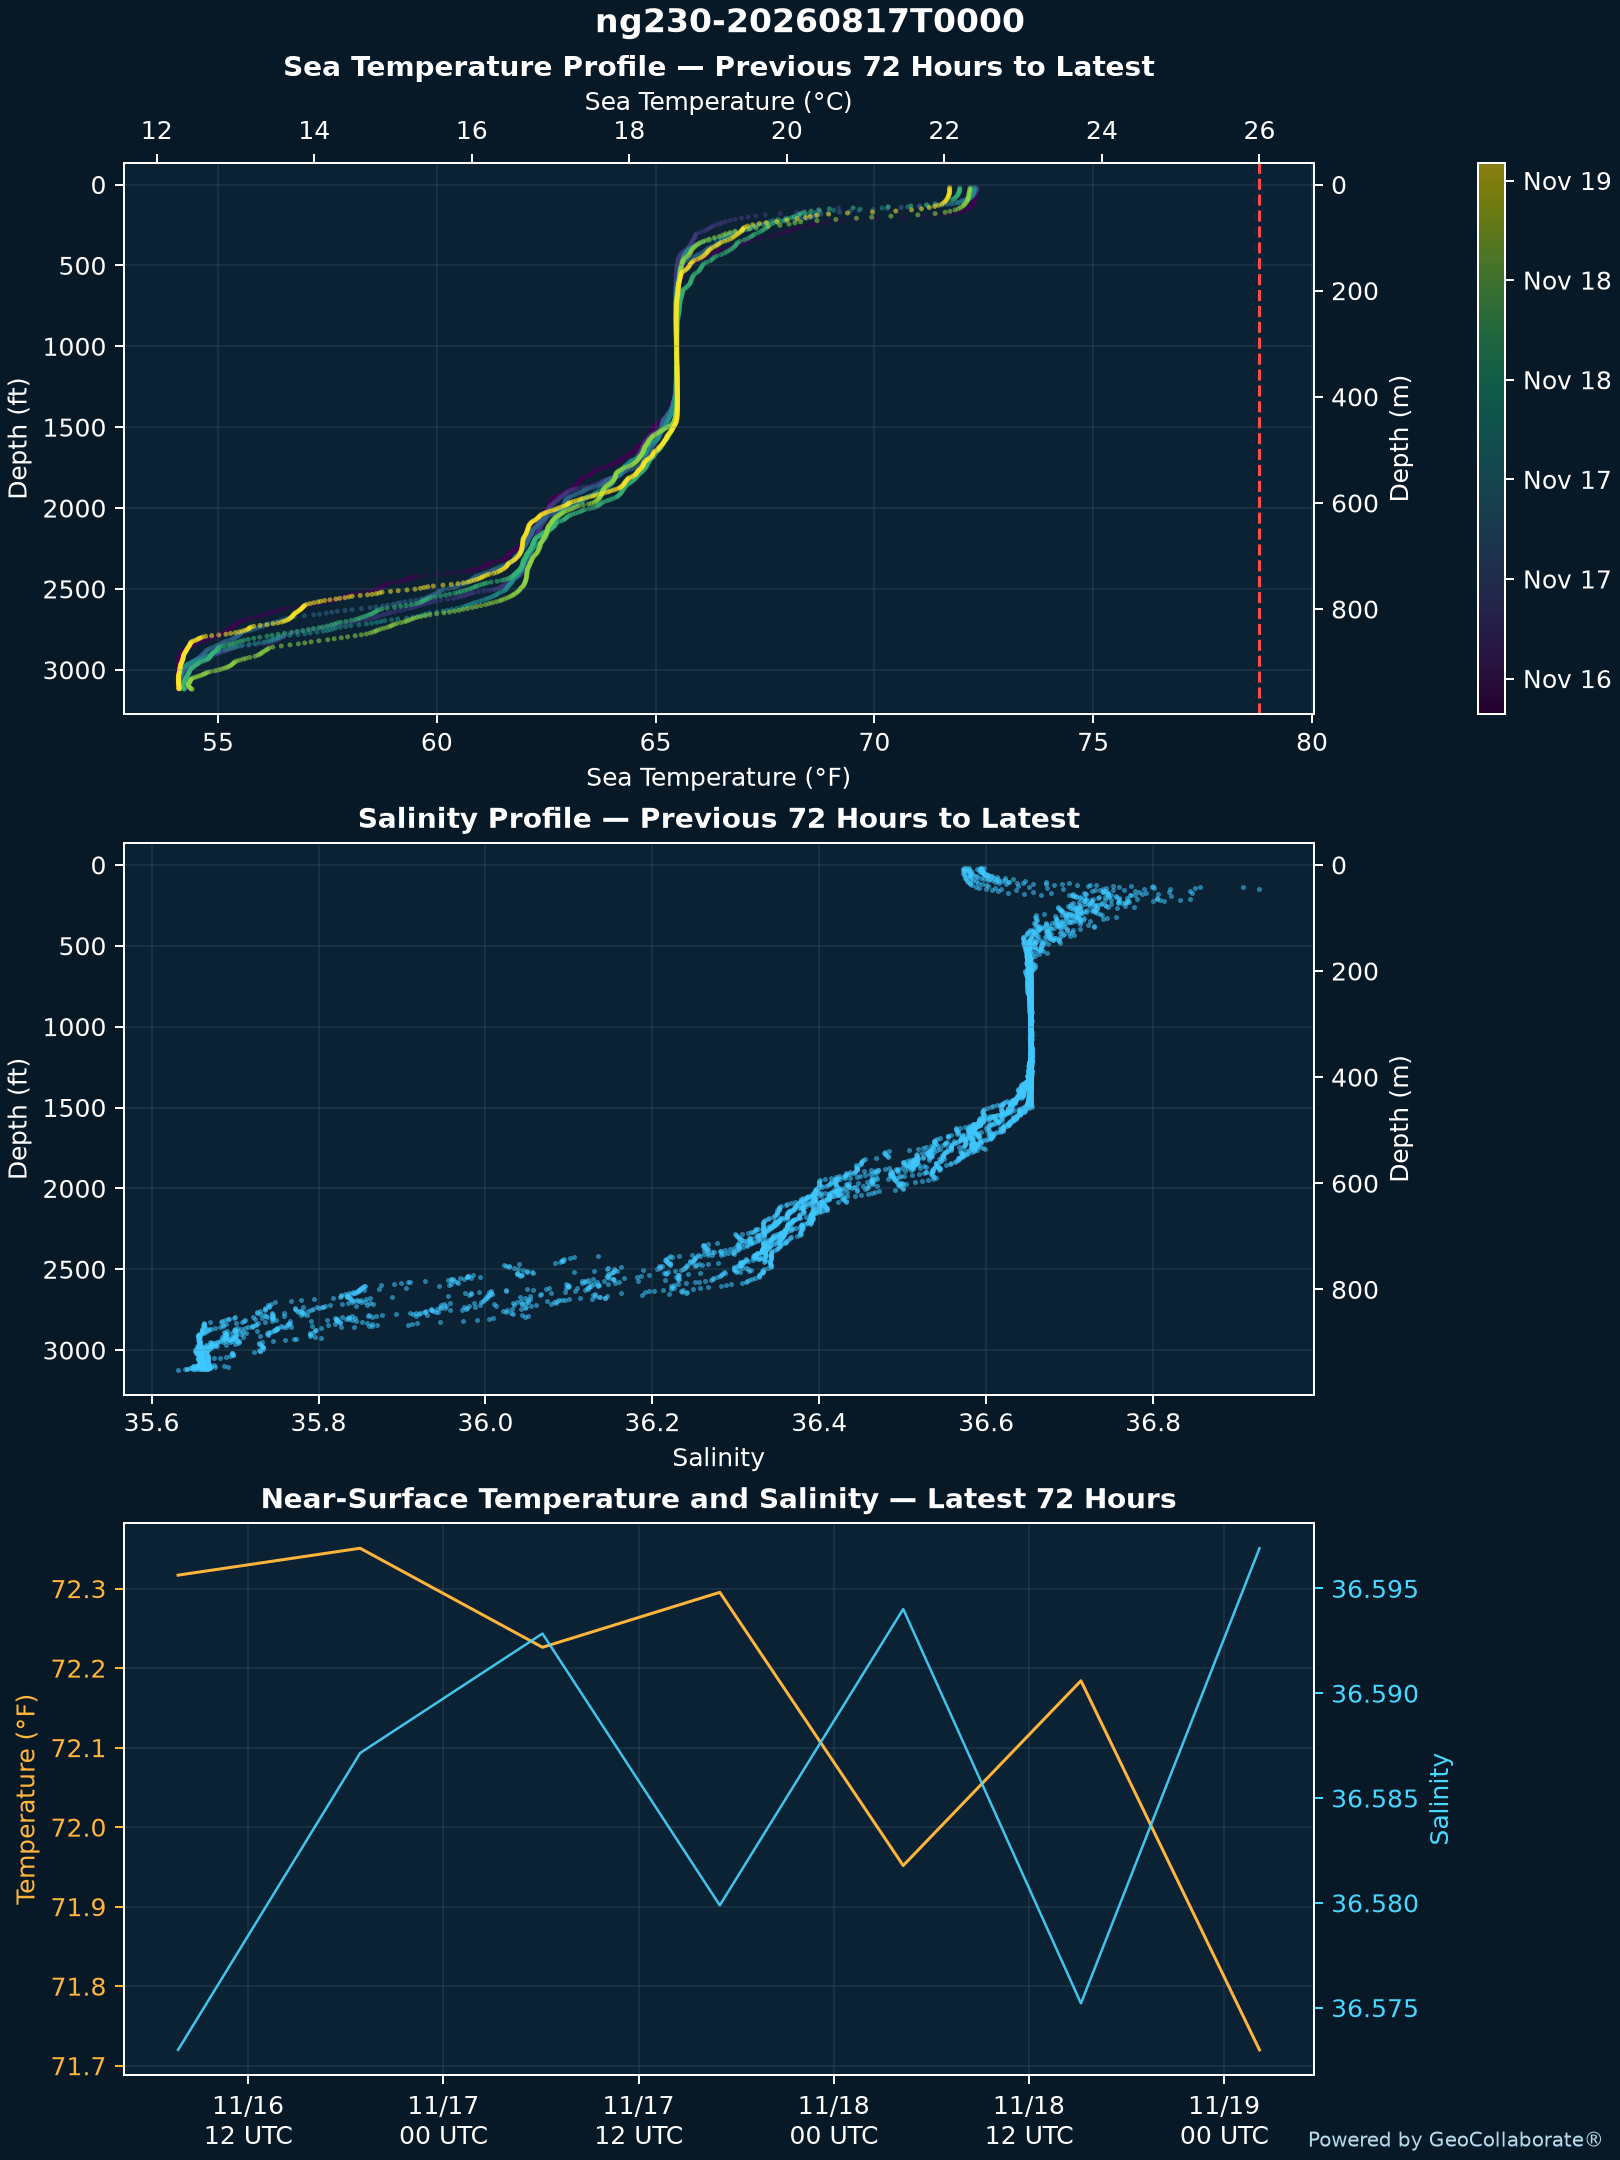 ng230-20260817T0000
Sea Temperature Profile — Previous 72 Hours to Latest
Sea Temperature (°C)
12 14 16 18 20 22 24 26
0
500
1000
1500
2000
2500
3000
Depth (ft)
0
200
400
600
800
Depth (m)
55 60 65 70 75 80
Sea Temperature (°F)
Nov 19
Nov 18
Nov 18
Nov 17
Nov 17
Nov 16
Salinity Profile — Previous 72 Hours to Latest
0
500
1000
1500
2000
2500
3000
Depth (ft)
0
200
400
600
800
Depth (m)
35.6 35.8 36.0 36.2 36.4 36.6 36.8
Salinity
Near-Surface Temperature and Salinity — Latest 72 Hours
72.3
72.2
72.1
72.0
71.9
71.8
71.7
Temperature (°F)
36.595
36.590
36.585
36.580
36.575
Salinity
11/16 11/17 11/17 11/18 11/18 11/19
12 UTC 00 UTC 12 UTC 00 UTC 12 UTC 00 UTC
Powered by GeoCollaborate®